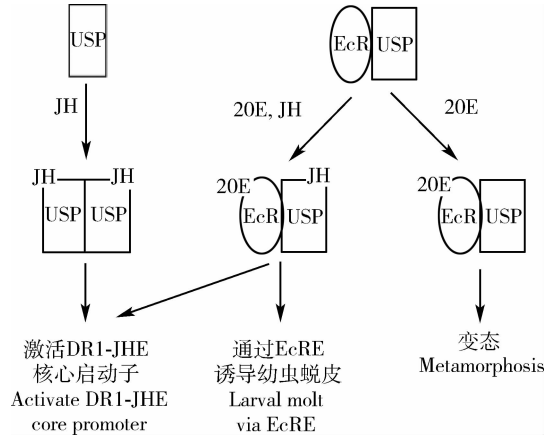 USP
EcR USP
JH
20E, JH
20E
JH JH
USP USP
20E JH
EcR USP
20E
EcR USP
激活DR1-JHE
核心启动子
Activate DR1-JHE
core promoter
通过EcRE
诱导幼虫蜕皮
Larval molt
via EcRE
变态
Metamorphosis